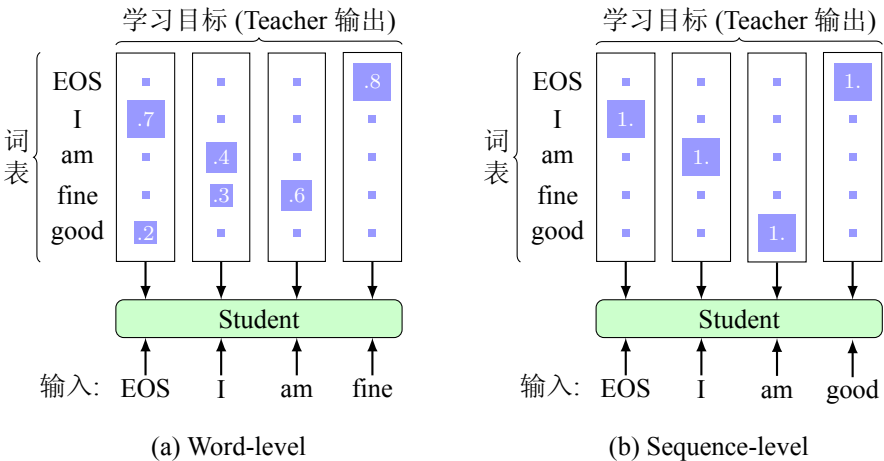 学习目标 (Teacher 输出)
词表
EOS
I
am
fine
good
.7
.2
.4
.3
.6
.8
Student
输入: EOS I am fine
(a) Word-level
学习目标 (Teacher 输出)
词表
EOS
I
am
fine
good
1.
1.
1.
1.
Student
输入: EOS I am good
(b) Sequence-level